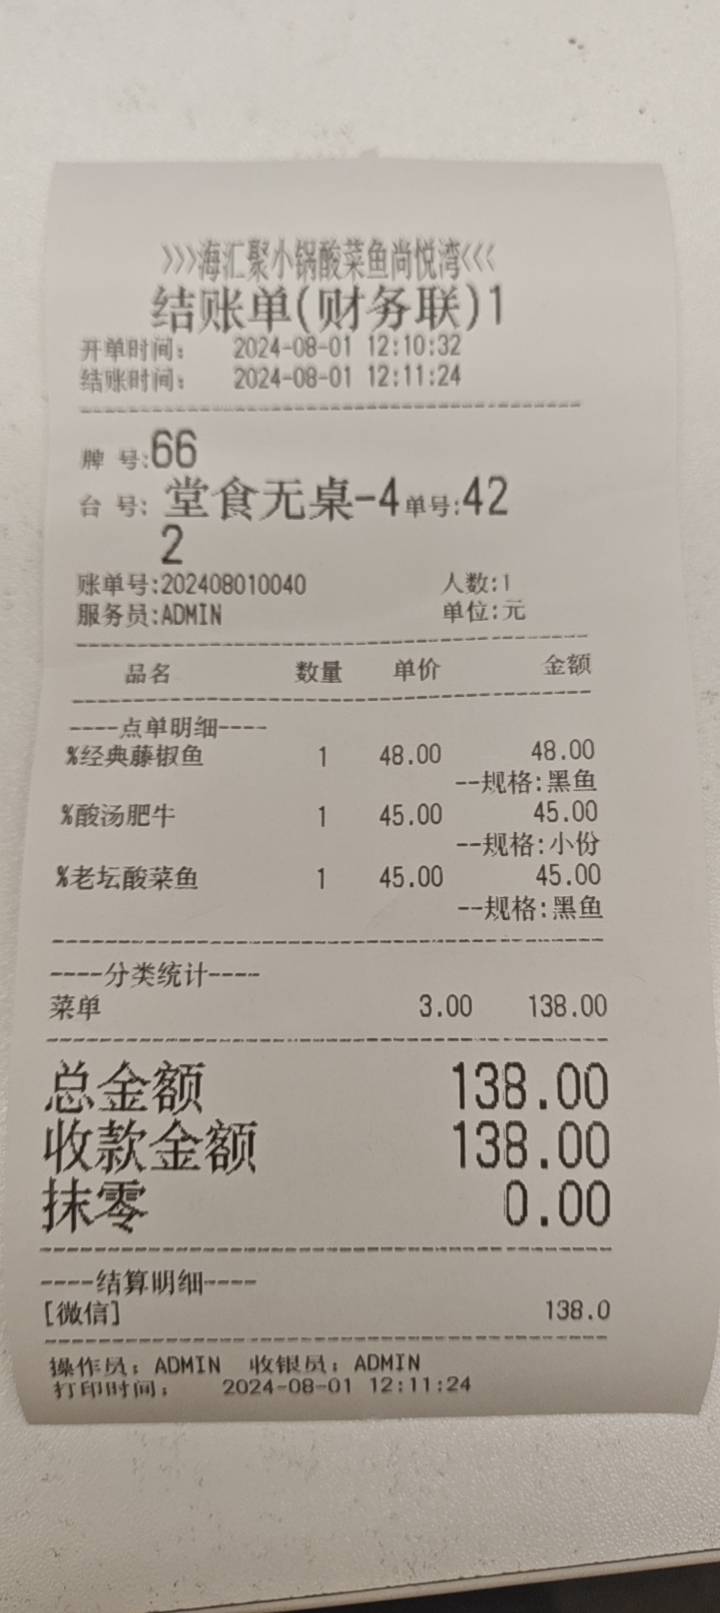 >>>海汇聚小锅酸菜鱼尚悦湾<<<
结账单(财务联)1
开单时间: 2024-08-01 12:10:32
结账时间: 2024-08-01 12:11:24
牌 号:66
台 号: 堂食无桌-4单号:42
2
账单号:202408010040 人数:1
服务员:ADMIN 单位:元
品名 数量 单价 金额
----点单明细----
%经典藤椒鱼 1 48.00 48.00
--规格:黑鱼
%酸汤肥牛 1 45.00 45.00
--规格:小份
%老坛酸菜鱼 1 45.00 45.00
--规格:黑鱼
----分类统计----
菜单 3.00 138.00
总金额 138.00
收款金额 138.00
抹零 0.00
----结算明细----
[微信] 138.0
操作员: ADMIN 收银员: ADMIN
打印时间: 2024-08-01 12:11:24